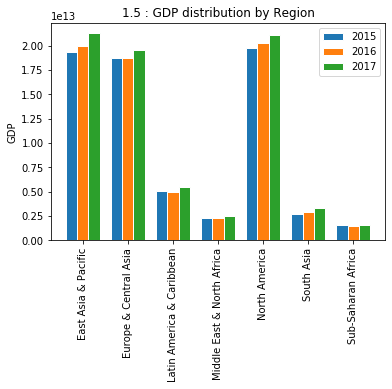 1.5 : GDP distribution by Region
1e13
2.00
1.75
1.50
1.25
1.00
0.75
0.50
0.25
0.00
GDP
2015
2016
2017
East Asia & Pacific
Europe & Central Asia
Latin America & Caribbean
Middle East & North Africa
North America
South Asia
Sub-Saharan Africa